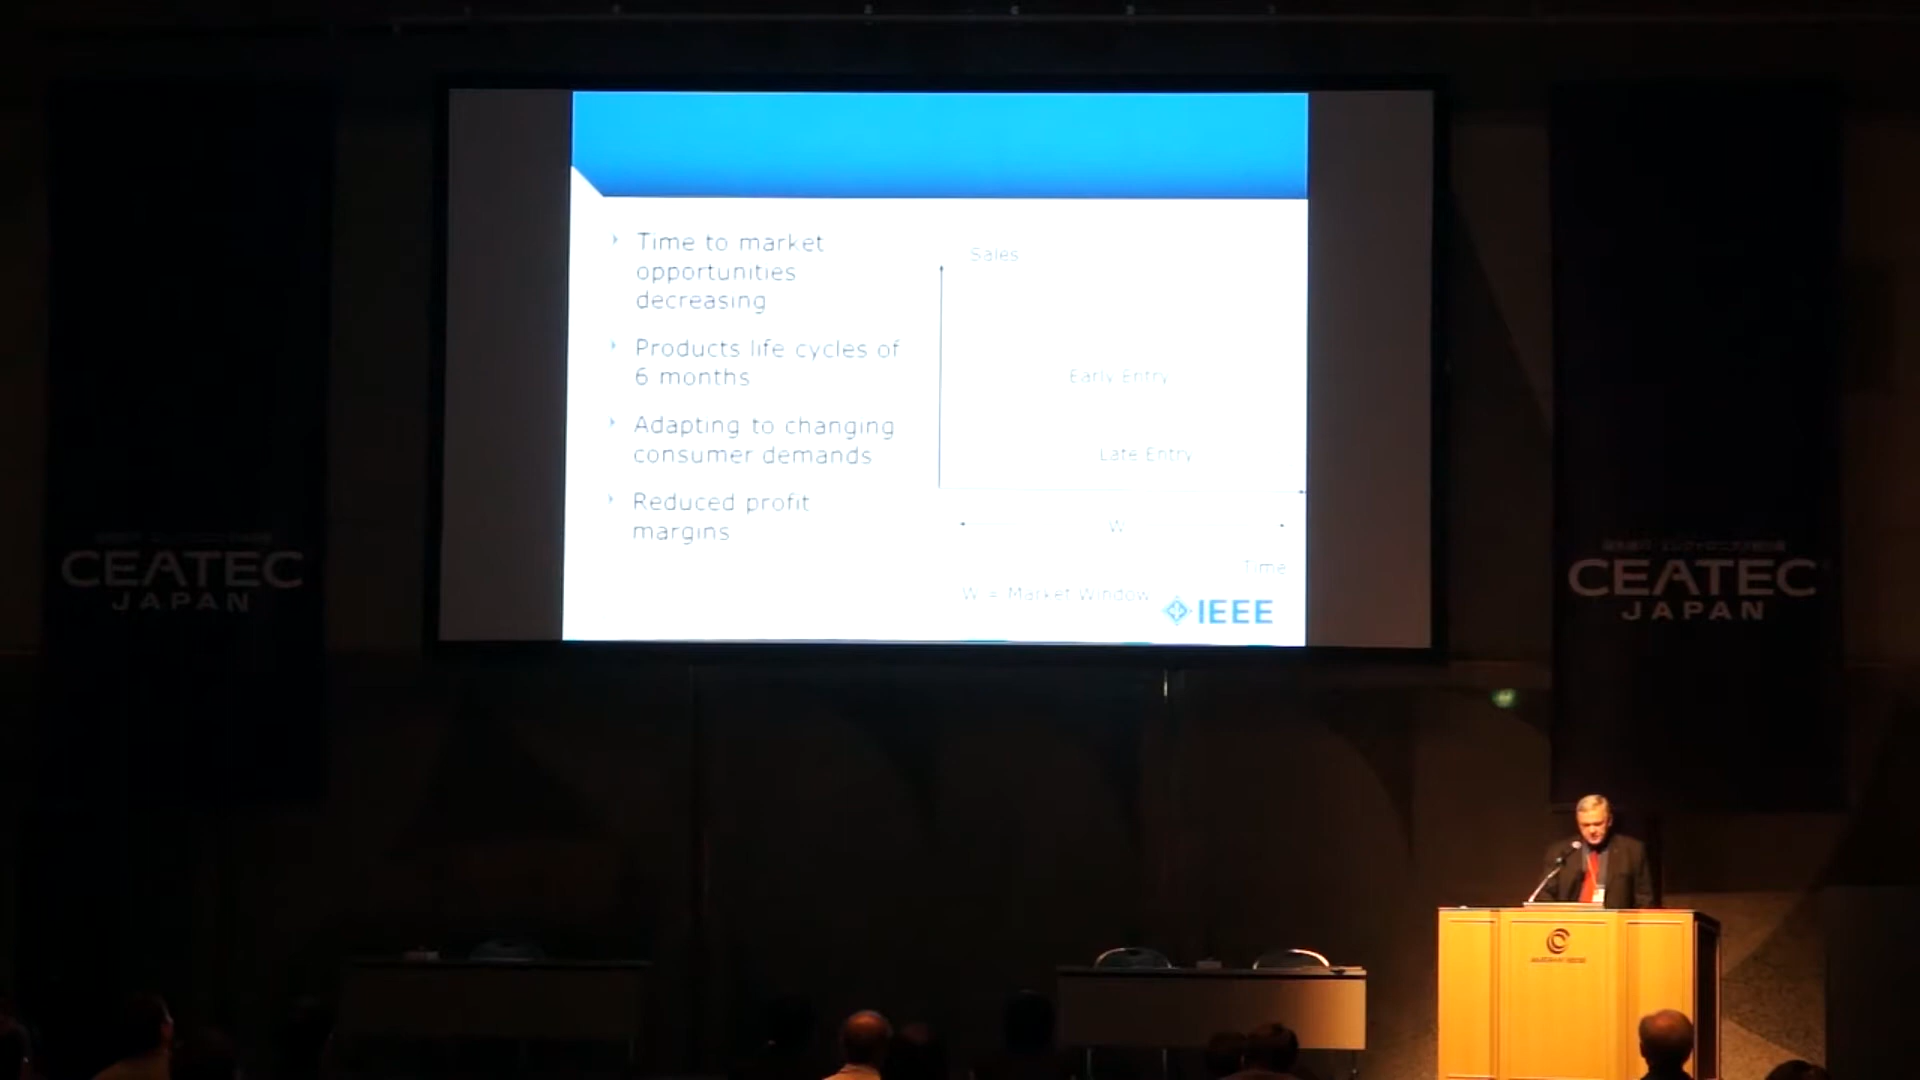 Time to market
opportunities
decreasing
Products life cycles of
6 months
Adapting to changing
consumer demands
Reduced profit
margins
Sales
Early Entry
Late Entry
W
Time
W = Market Window
IEEE
CEATEC
JAPAN
CEATEC
JAPAN